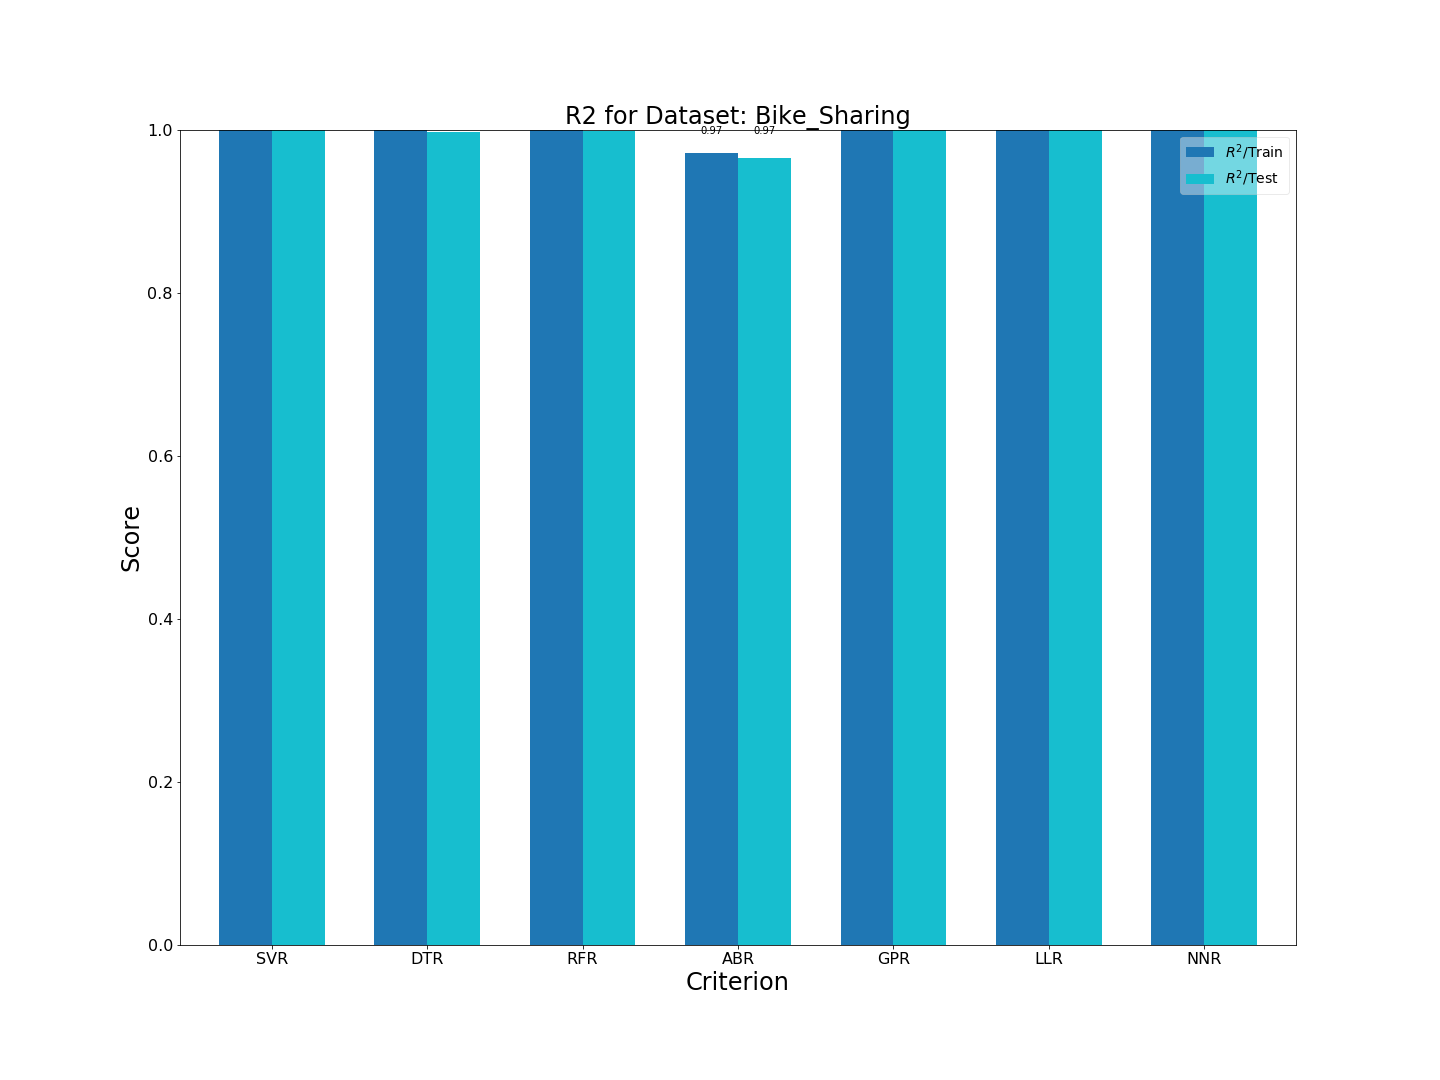 R2 for Dataset: Bike_Sharing
0.97 0.97
R²/Train
R²/Test
1.0
0.8
0.6
0.4
0.2
0.0
Score
SVR DTR RFR ABR GPR LLR NNR
Criterion